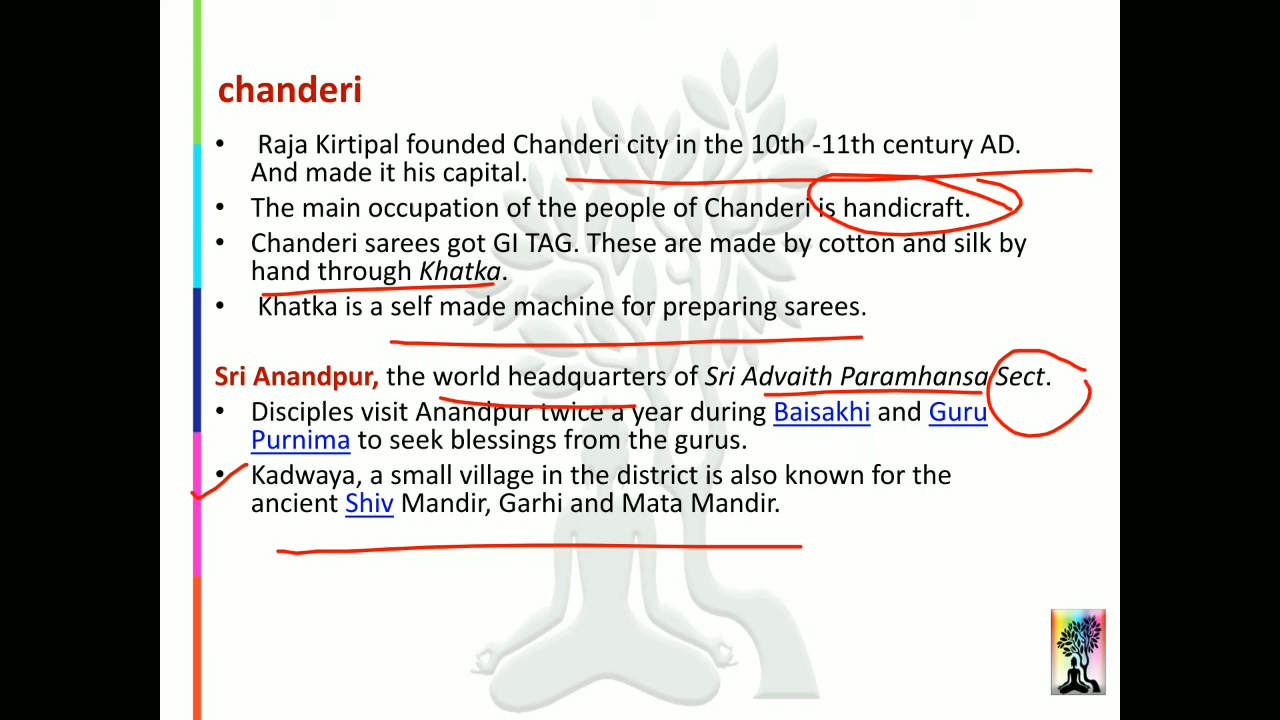 chanderi
• Raja Kirtipal founded Chanderi city in the 10th -11th century AD.
And made it his capital.
• The main occupation of the people of Chanderi is handicraft.
• Chanderi sarees got GI TAG. These are made by cotton and silk by
hand through Khatka.
• Khatka is a self made machine for preparing sarees.
Sri Anandpur, the world headquarters of Sri Advaith Paramhansa Sect.
• Disciples visit Anandpur twice a year during Baisakhi and Guru
Purnima to seek blessings from the gurus.
• Kadwaya, a small village in the district is also known for the
ancient Shiv Mandir, Garhi and Mata Mandir.